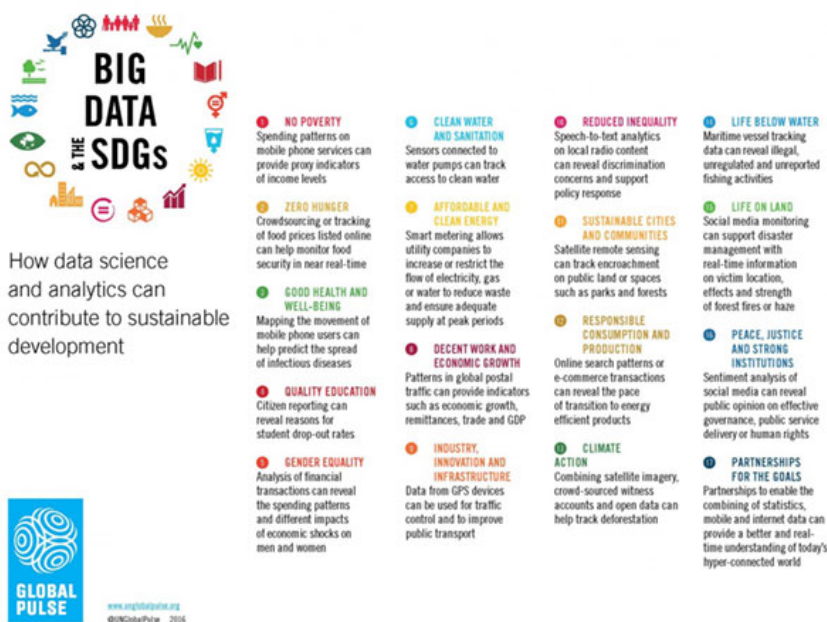 BIG
DATA
& THE
SDGs
How data science
and analytics can
contribute to sustainable
development
1 NO POVERTY
Spending patterns on
mobile phone services can
provide proxy indicators
of income levels
2 ZERO HUNGER
Crowdsourcing or tracking
of food prices listed online
can help monitor food
security in near real-time
3 GOOD HEALTH AND
WELL-BEING
Mapping the movement of
mobile phone users can
help predict the spread
of infectious diseases
4 QUALITY EDUCATION
Citizen reporting can
reveal reasons for
student drop-out rates
5 GENDER EQUALITY
Analysis of financial
transactions can reveal
the spending patterns
and different impacts
of economic shocks on
men and women
6 CLEAN WATER
AND SANITATION
Sensors connected to
water pumps can track
access to clean water
7 AFFORDABLE AND
CLEAN ENERGY
Smart metering allows
utility companies to
increase or restrict the
flow of electricity, gas
or water to reduce waste
and ensure adequate
supply at peak periods
8 DECENT WORK AND
ECONOMIC GROWTH
Patterns in global postal
traffic can provide indicators
such as economic growth,
remittances, trade and GDP
9 INDUSTRY,
INNOVATION AND
INFRASTRUCTURE
Data from GPS devices
can be used for traffic
control and to improve
public transport
10 REDUCED INEQUALITY
Speech-to-text analytics
on local radio content
can reveal discrimination
concerns and support
policy response
11 SUSTAINABLE CITIES
AND COMMUNITIES
Satellite remote sensing
can track encroachment
on public land or spaces
such as parks and forests
12 RESPONSIBLE
CONSUMPTION AND
PRODUCTION
Online search patterns or
e-commerce transactions
can reveal the pace
of transition to energy
efficient products
13 CLIMATE
ACTION
Combining satellite imagery,
crowd-sourced witness
accounts and open data can
help track deforestation
14 LIFE BELOW WATER
Maritime vessel tracking
data can reveal illegal,
unregulated and unreported
fishing activities
15 LIFE ON LAND
Social media monitoring
can support disaster
management with
real-time information
on victim location,
effects and strength
of forest fires or haze
16 PEACE, JUSTICE
AND STRONG
INSTITUTIONS
Sentiment analysis of
social media can reveal
public opinion on effective
governance, public service
delivery or human rights
17 PARTNERSHIPS
FOR THE GOALS
Partnerships to enable the
combining of statistics,
mobile and internet data can
provide a better and real-
time understanding of today's
hyper-connected world
GLOBAL
PULSE
www.unglobalpulse.org
@UNGlobalPulse 2016